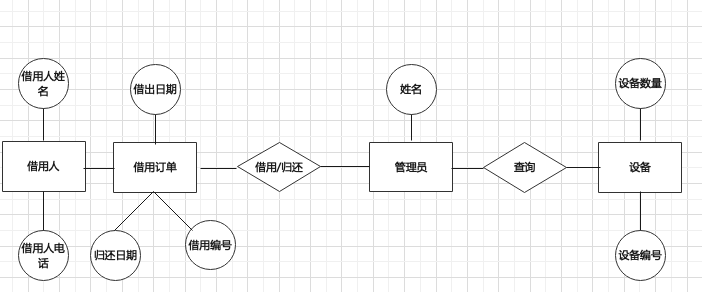 借用人姓
名
借出日期
姓名
设备数量
借用人
借用订单
借用/归还
管理员
查询
设备
借用人电
话
归还日期
借用编号
设备编号